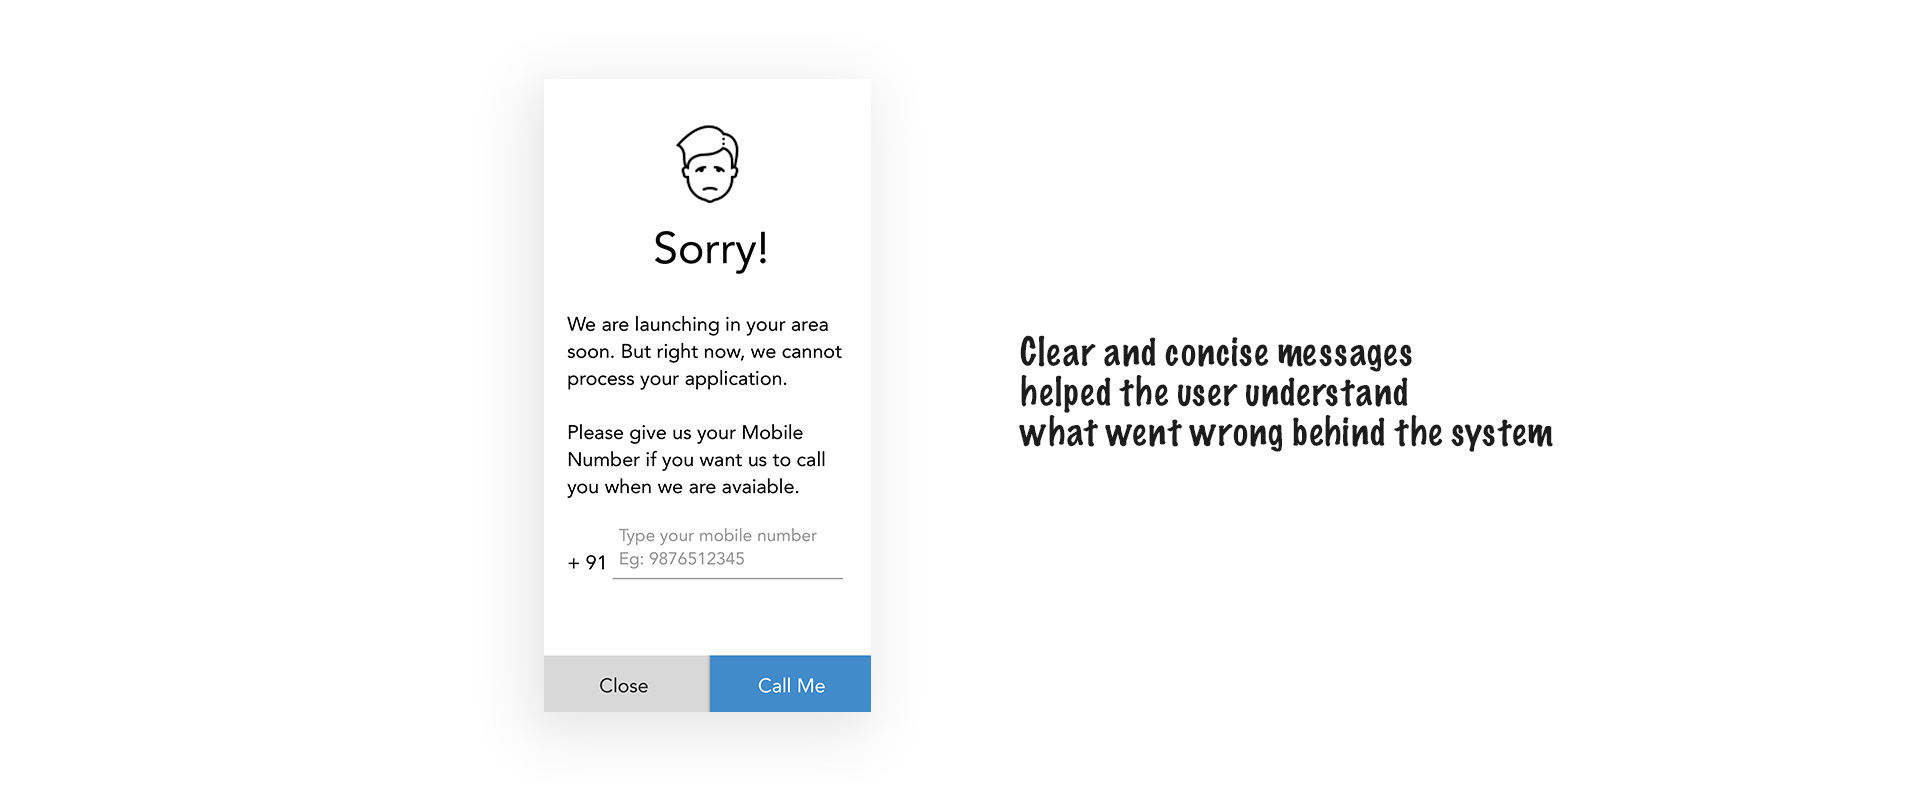 Sorry!
We are launching in your area
soon. But right now, we cannot
process your application.
Please give us your Mobile
Number if you want us to call
you when we are avaiable.
Type your mobile number
+ 91 Eg: 9876512345
Close
Call Me
Clear and concise messages
helped the user understand
what went wrong behind the system